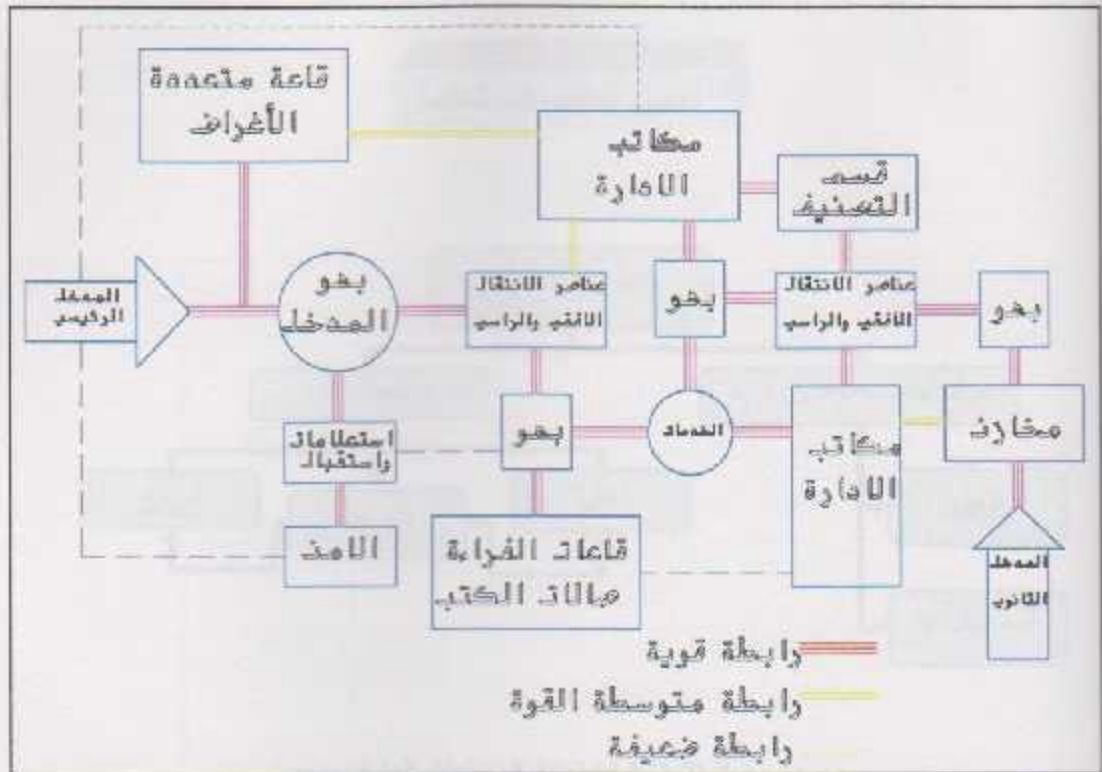 قاعة متعددة
الأغراض
مكاتب
الادارة
قسم
التصنيف
المدخل
الرئيسي
بهو
المدخل
عناصر الانتقال
الافقي والراسي
بهو
عناصر الانتقال
الافقي والراسي
بهو
استعلامات
واستقبال
بهو
الخدمات
مكاتب
الادارة
مخازن
الامن
قاعات القراءة
صالات الكتب
المدخل
الثانوي
رابطة قوية
رابطة متوسطة القوة
رابطة ضعيفة